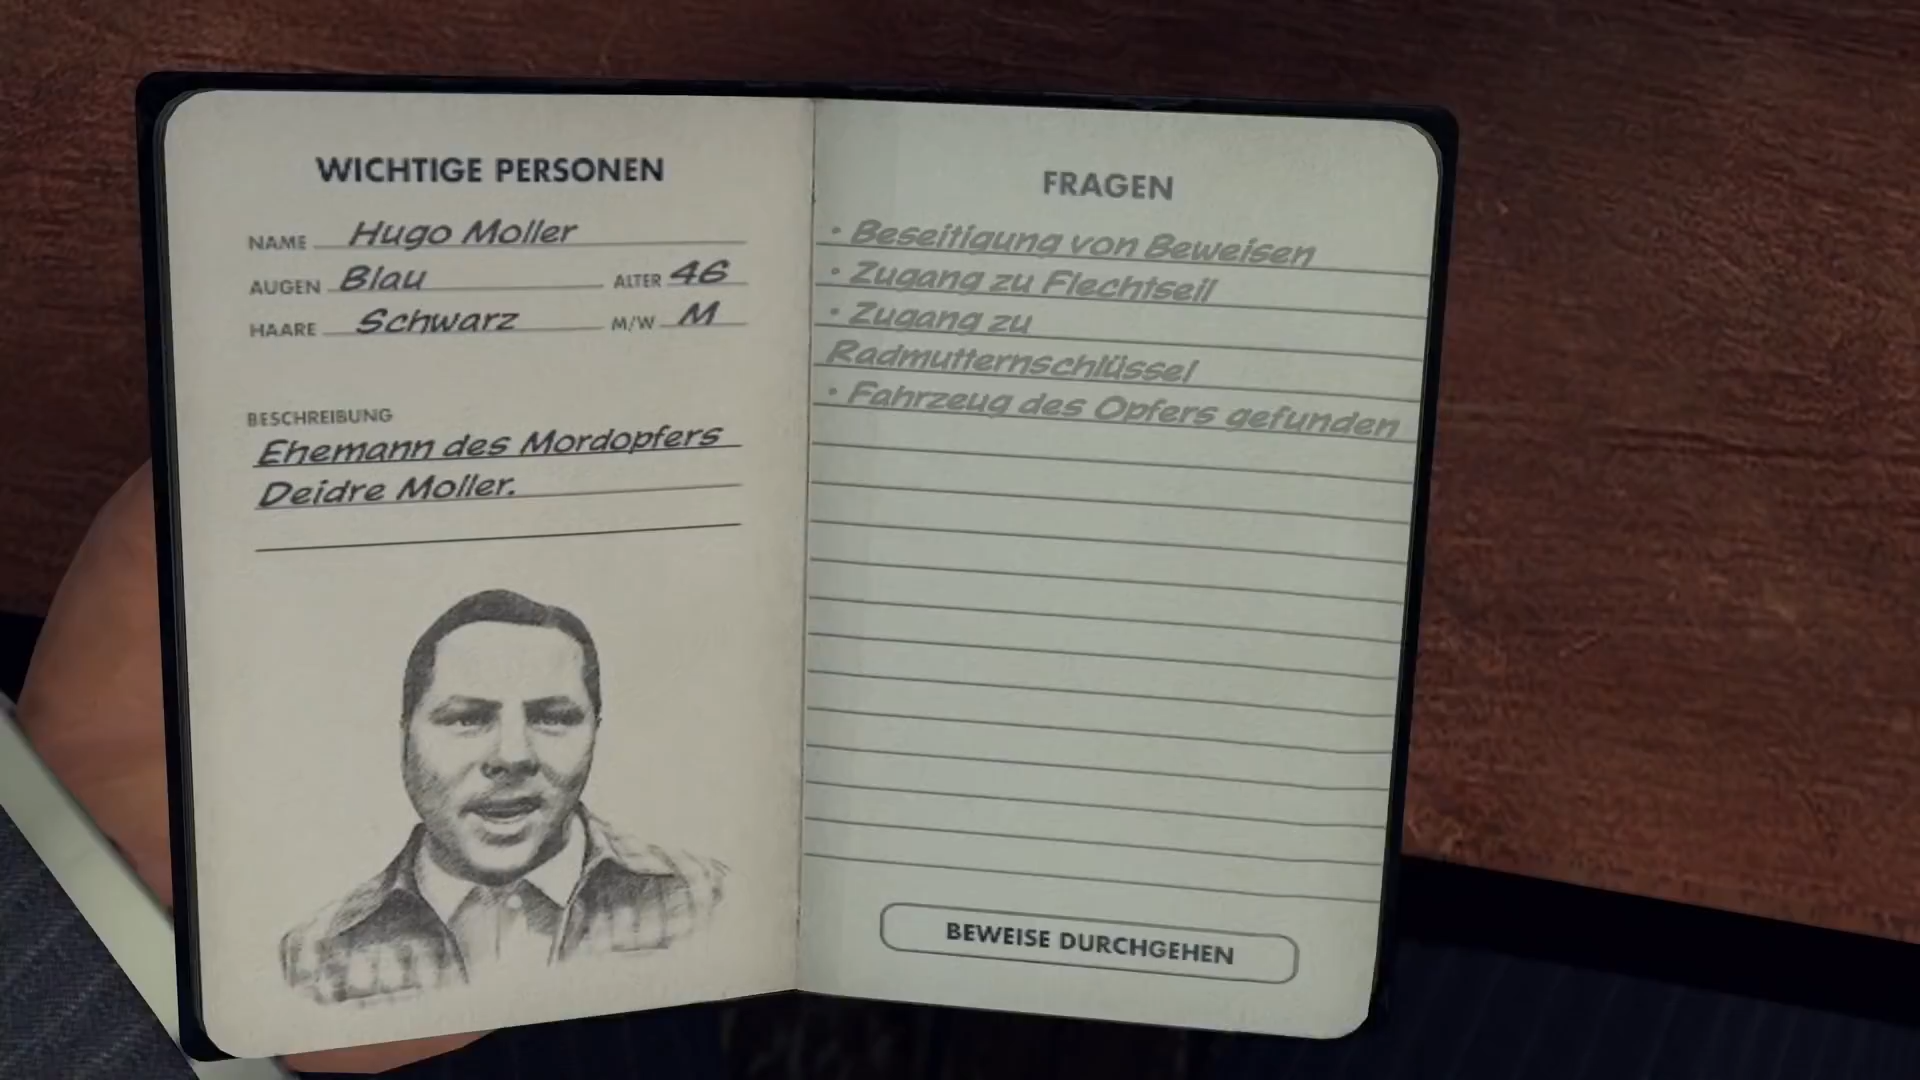 WICHTIGE PERSONEN
NAME Hugo Moller
AUGEN Blau ALTER 46
HAARE Schwarz M/W M
BESCHREIBUNG
Ehemann des Mordopfers
Deidre Moller.
FRAGEN
• Beseitigung von Beweisen
• Zugang zu Flechtseil
• Zugang zu
Radmutternschlüssel
• Fahrzeug des Opfers gefunden
BEWEISE DURCHGEHEN